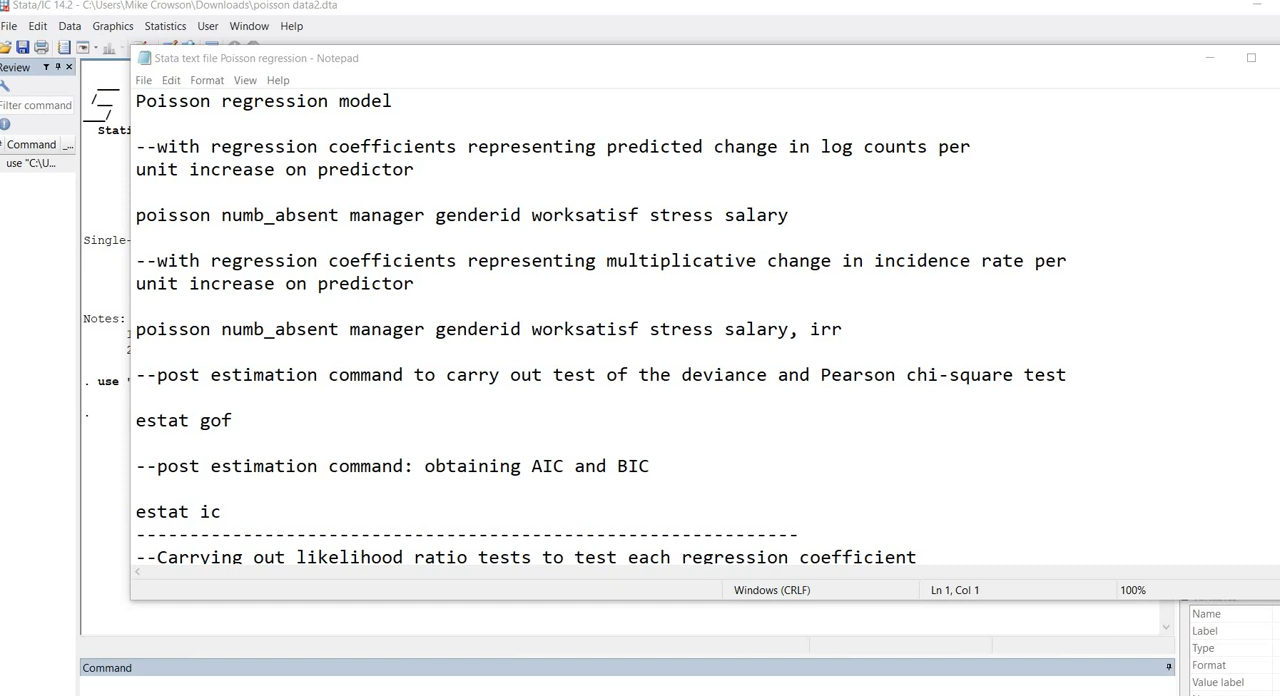 Stata/IC 14.2 - C:\Users\Mike Crowson\Downloads\poisson data2.dta
File Edit Data Graphics Statistics User Window Help
Review
Stata text file Poisson regression - Notepad
File Edit Format View Help
Filter command
Command
use "C:\U...
Poisson regression model
--with regression coefficients representing predicted change in log counts per
unit increase on predictor
poisson numb_absent manager genderid worksatisf stress salary
Single-
--with regression coefficients representing multiplicative change in incidence rate per
unit increase on predictor
Notes:
poisson numb_absent manager genderid worksatisf stress salary, irr
. use
--post estimation command to carry out test of the deviance and Pearson chi-square test
.
estat gof
--post estimation command: obtaining AIC and BIC
estat ic
--------------------------------------------------------------
--Carrying out likelihood ratio tests to test each regression coefficient
Windows (CRLF) Ln 1, Col 1 100%
Name
Label
Type
Format
Value label
Command